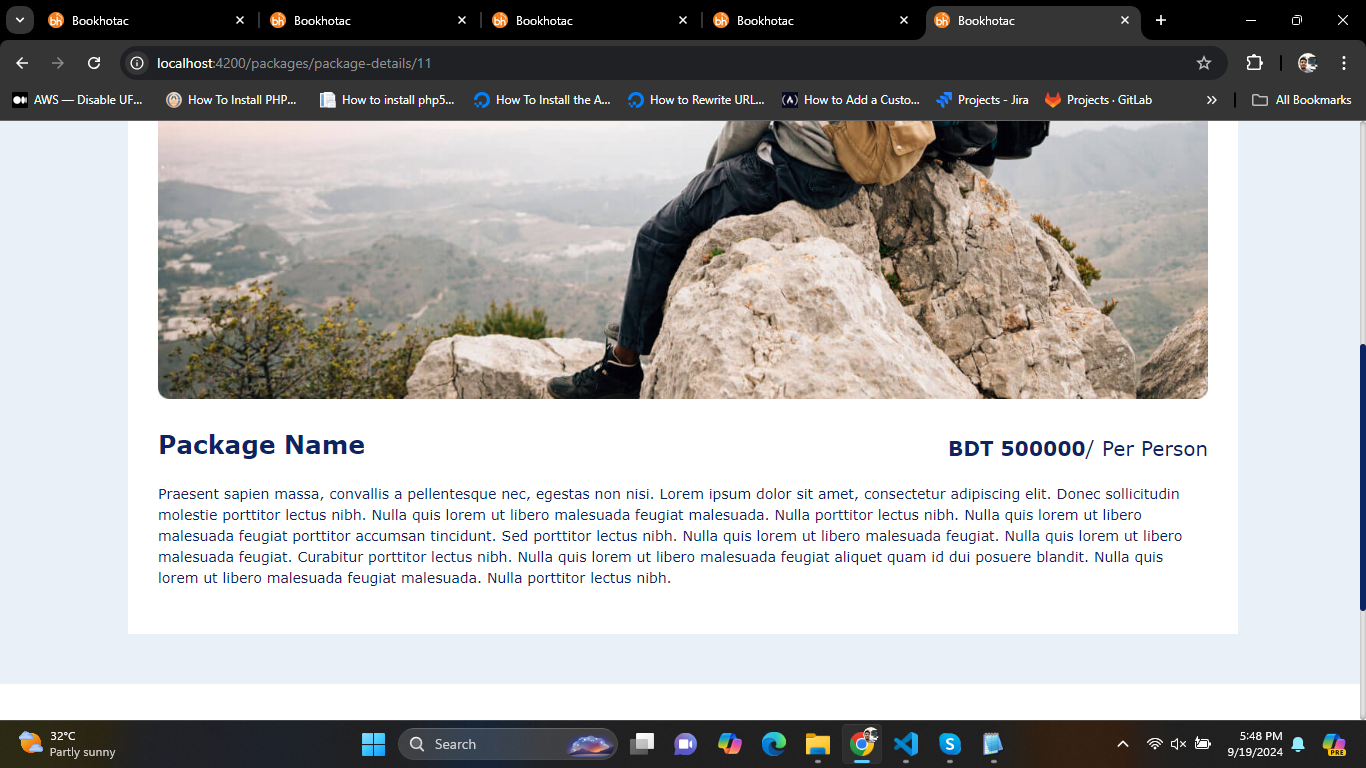 Bookhotac
Bookhotac
Bookhotac
Bookhotac
Bookhotac
localhost:4200/packages/package-details/11
AWS — Disable UF...
How To Install PHP...
How to install php5...
How To Install the A...
How to Rewrite URL...
How to Add a Custo...
Projects - Jira
Projects · GitLab
All Bookmarks
Package Name
BDT 500000/ Per Person
Praesent sapien massa, convallis a pellentesque nec, egestas non nisi. Lorem ipsum dolor sit amet, consectetur adipiscing elit. Donec sollicitudin
molestie porttitor lectus nibh. Nulla quis lorem ut libero malesuada feugiat malesuada. Nulla porttitor lectus nibh. Nulla quis lorem ut libero
malesuada feugiat porttitor accumsan tincidunt. Sed porttitor lectus nibh. Nulla quis lorem ut libero malesuada feugiat. Nulla quis lorem ut libero
malesuada feugiat. Curabitur porttitor lectus nibh. Nulla quis lorem ut libero malesuada feugiat aliquet quam id dui posuere blandit. Nulla quis
lorem ut libero malesuada feugiat malesuada. Nulla porttitor lectus nibh.
32°C
Partly sunny
Search
5:48 PM
9/19/2024
PRE